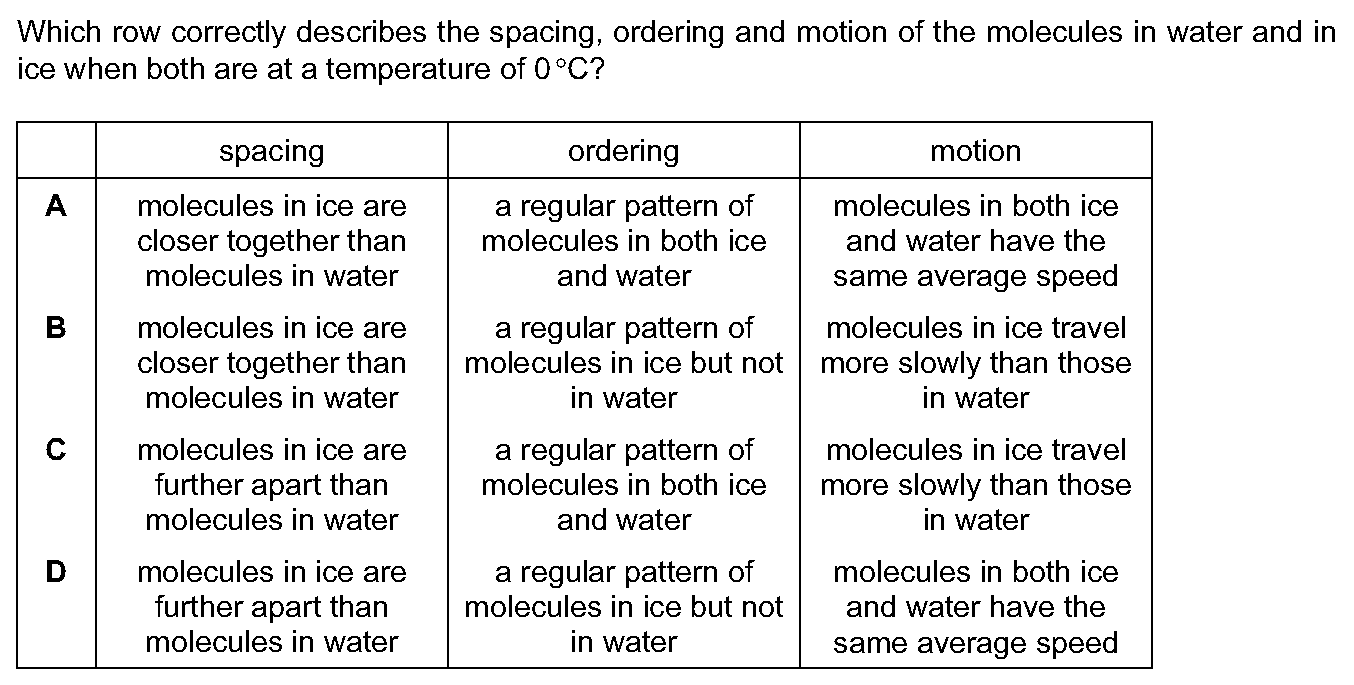 Which row correctly describes the spacing, ordering and motion of the molecules in water and in
ice when both are at a temperature of 0 °C?
spacing ordering motion
A molecules in ice are closer together than molecules in water a regular pattern of molecules in both ice and water molecules in both ice and water have the same average speed
B molecules in ice are closer together than molecules in water a regular pattern of molecules in ice but not in water molecules in ice travel more slowly than those in water
C molecules in ice are further apart than molecules in water a regular pattern of molecules in both ice and water molecules in ice travel more slowly than those in water
D molecules in ice are further apart than molecules in water a regular pattern of molecules in ice but not in water molecules in both ice and water have the same average speed